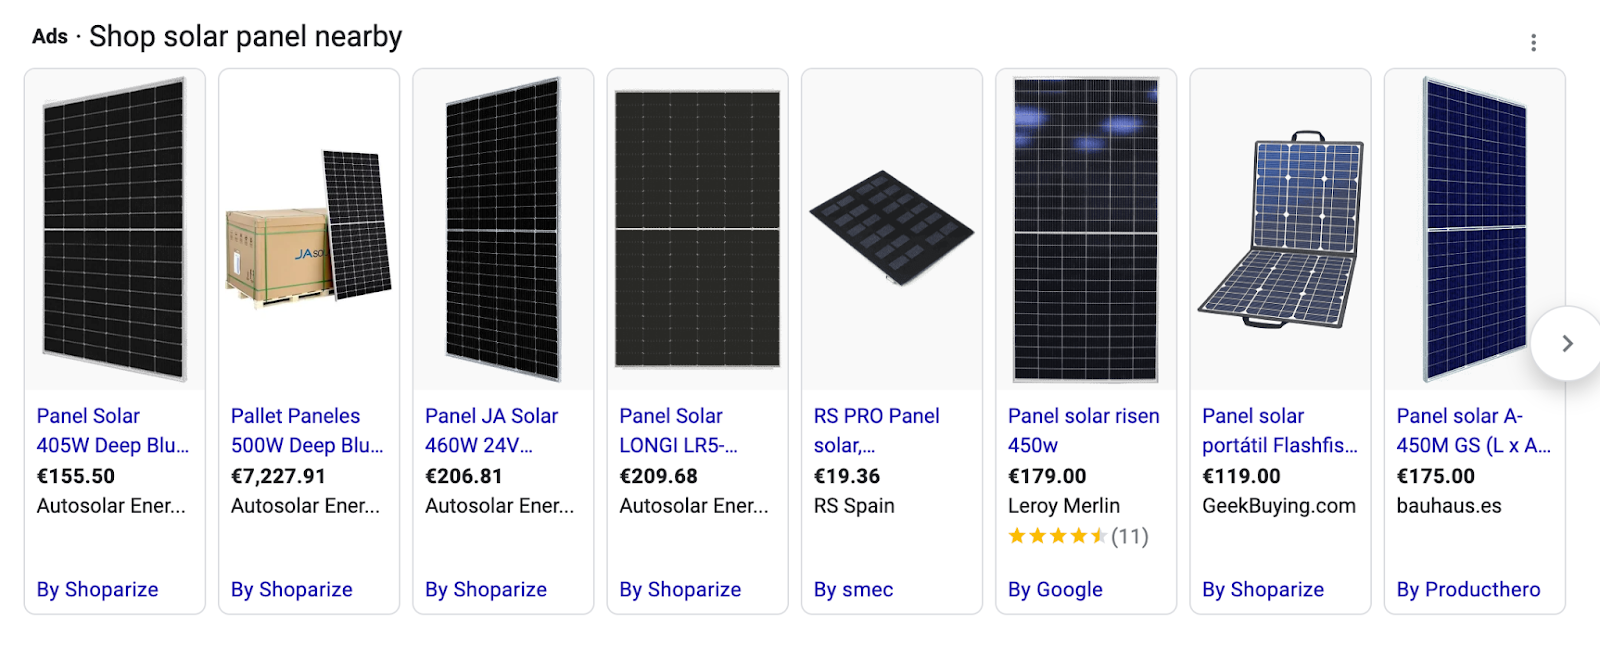 Ads · Shop solar panel nearby
JA SOL
Panel Solar
405W Deep Blu...
€155.50
Autosolar Ener...
By Shoparize
Pallet Paneles
500W Deep Blu...
€7,227.91
Autosolar Ener...
By Shoparize
Panel JA Solar
460W 24V...
€206.81
Autosolar Ener...
By Shoparize
Panel Solar
LONGI LR5-...
€209.68
Autosolar Ener...
By Shoparize
RS PRO Panel
solar,...
€19.36
RS Spain
By smec
Panel solar risen
450w
€179.00
Leroy Merlin
(11)
By Google
Panel solar
portátil Flashfis...
€119.00
GeekBuying.com
By Shoparize
Panel solar A-
450M GS (L x A...
€175.00
bauhaus.es
By Producthero